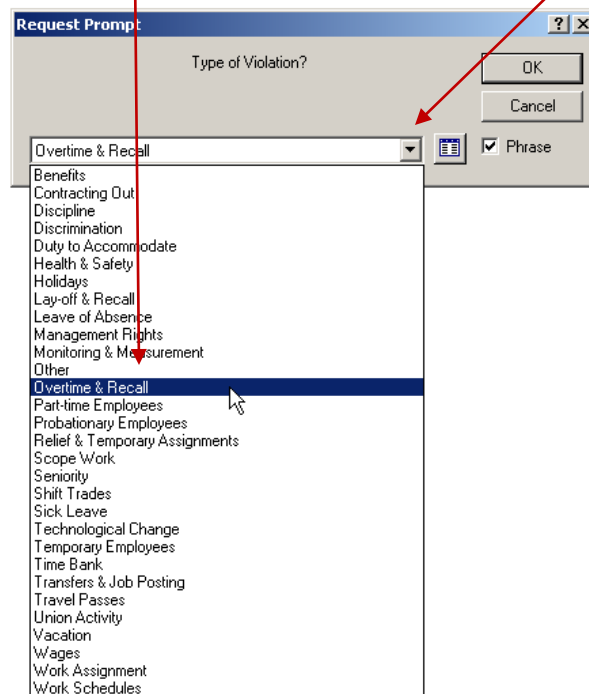 Request Prompt
Type of Violation?
OK
Cancel
Overtime & Recall
Phrase
Benefits
Contracting Out
Discipline
Discrimination
Duty to Accommodate
Health & Safety
Holidays
Lay-off & Recall
Leave of Absence
Management Rights
Monitoring & Measurement
Other
Overtime & Recall
Part-time Employees
Probationary Employees
Relief & Temporary Assignments
Scope Work
Seniority
Shift Trades
Sick Leave
Technological Change
Temporary Employees
Time Bank
Transfers & Job Posting
Travel Passes
Union Activity
Vacation
Wages
Work Assignment
Work Schedules